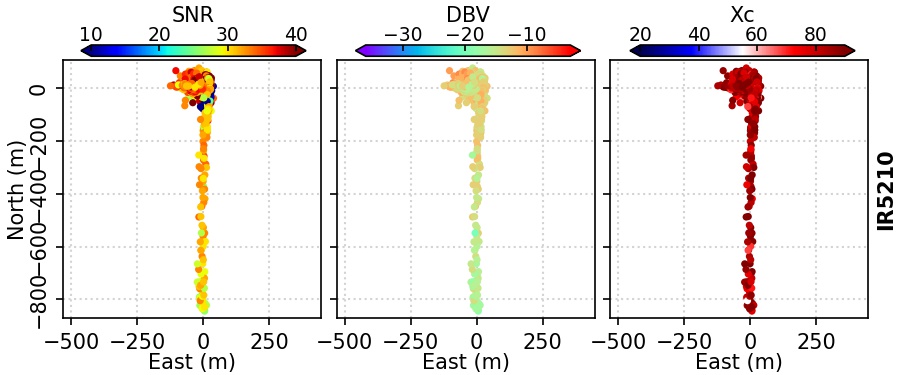 SNR DBV Xc
10 20 30 40 −30 −20 −10 20 40 60 80
North (m)
0
−200
−400
−600
−800
−500 −250 0 250 −500 −250 0 250 −500 −250 0 250
East (m) East (m) East (m)
IR5210